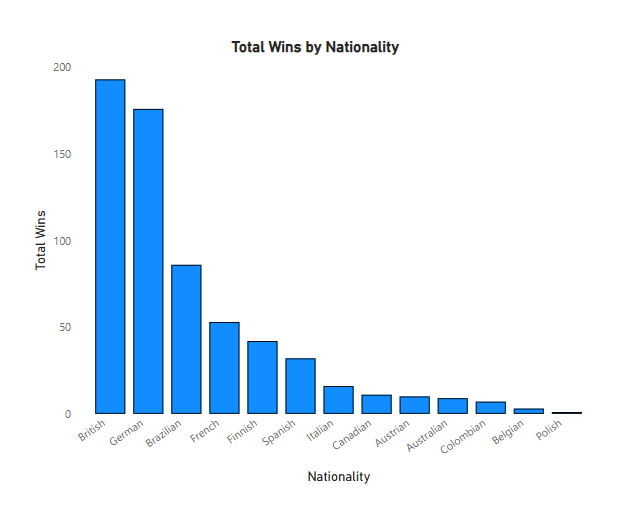 Total Wins by Nationality
200
150
100
50
0
Total Wins
British
German
Brazilian
French
Finnish
Spanish
Italian
Canadian
Austrian
Australian
Colombian
Belgian
Polish
Nationality